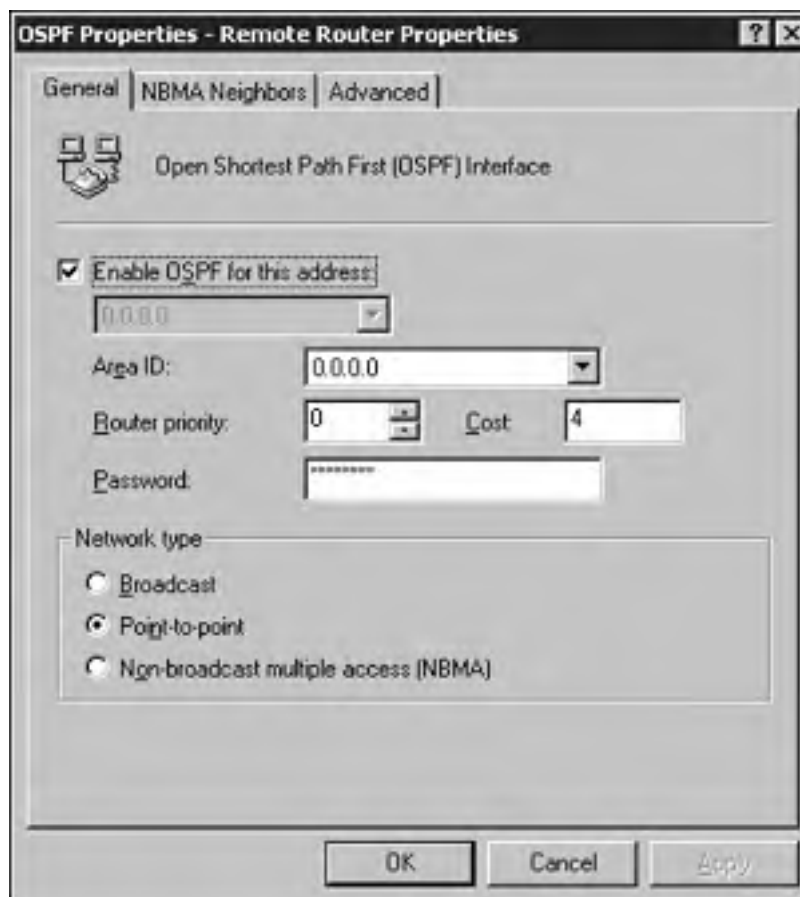 OSPF Properties - Remote Router Properties
General NBMA Neighbors Advanced
Open Shortest Path First (OSPF) Interface
Enable OSPF for this address:
0.0.0.0
Area ID: 0.0.0.0
Router priority: 0 Cost: 4
Password: ********
Network type
Broadcast
Point-to-point
Non-broadcast multiple access (NBMA)
OK Cancel Apply